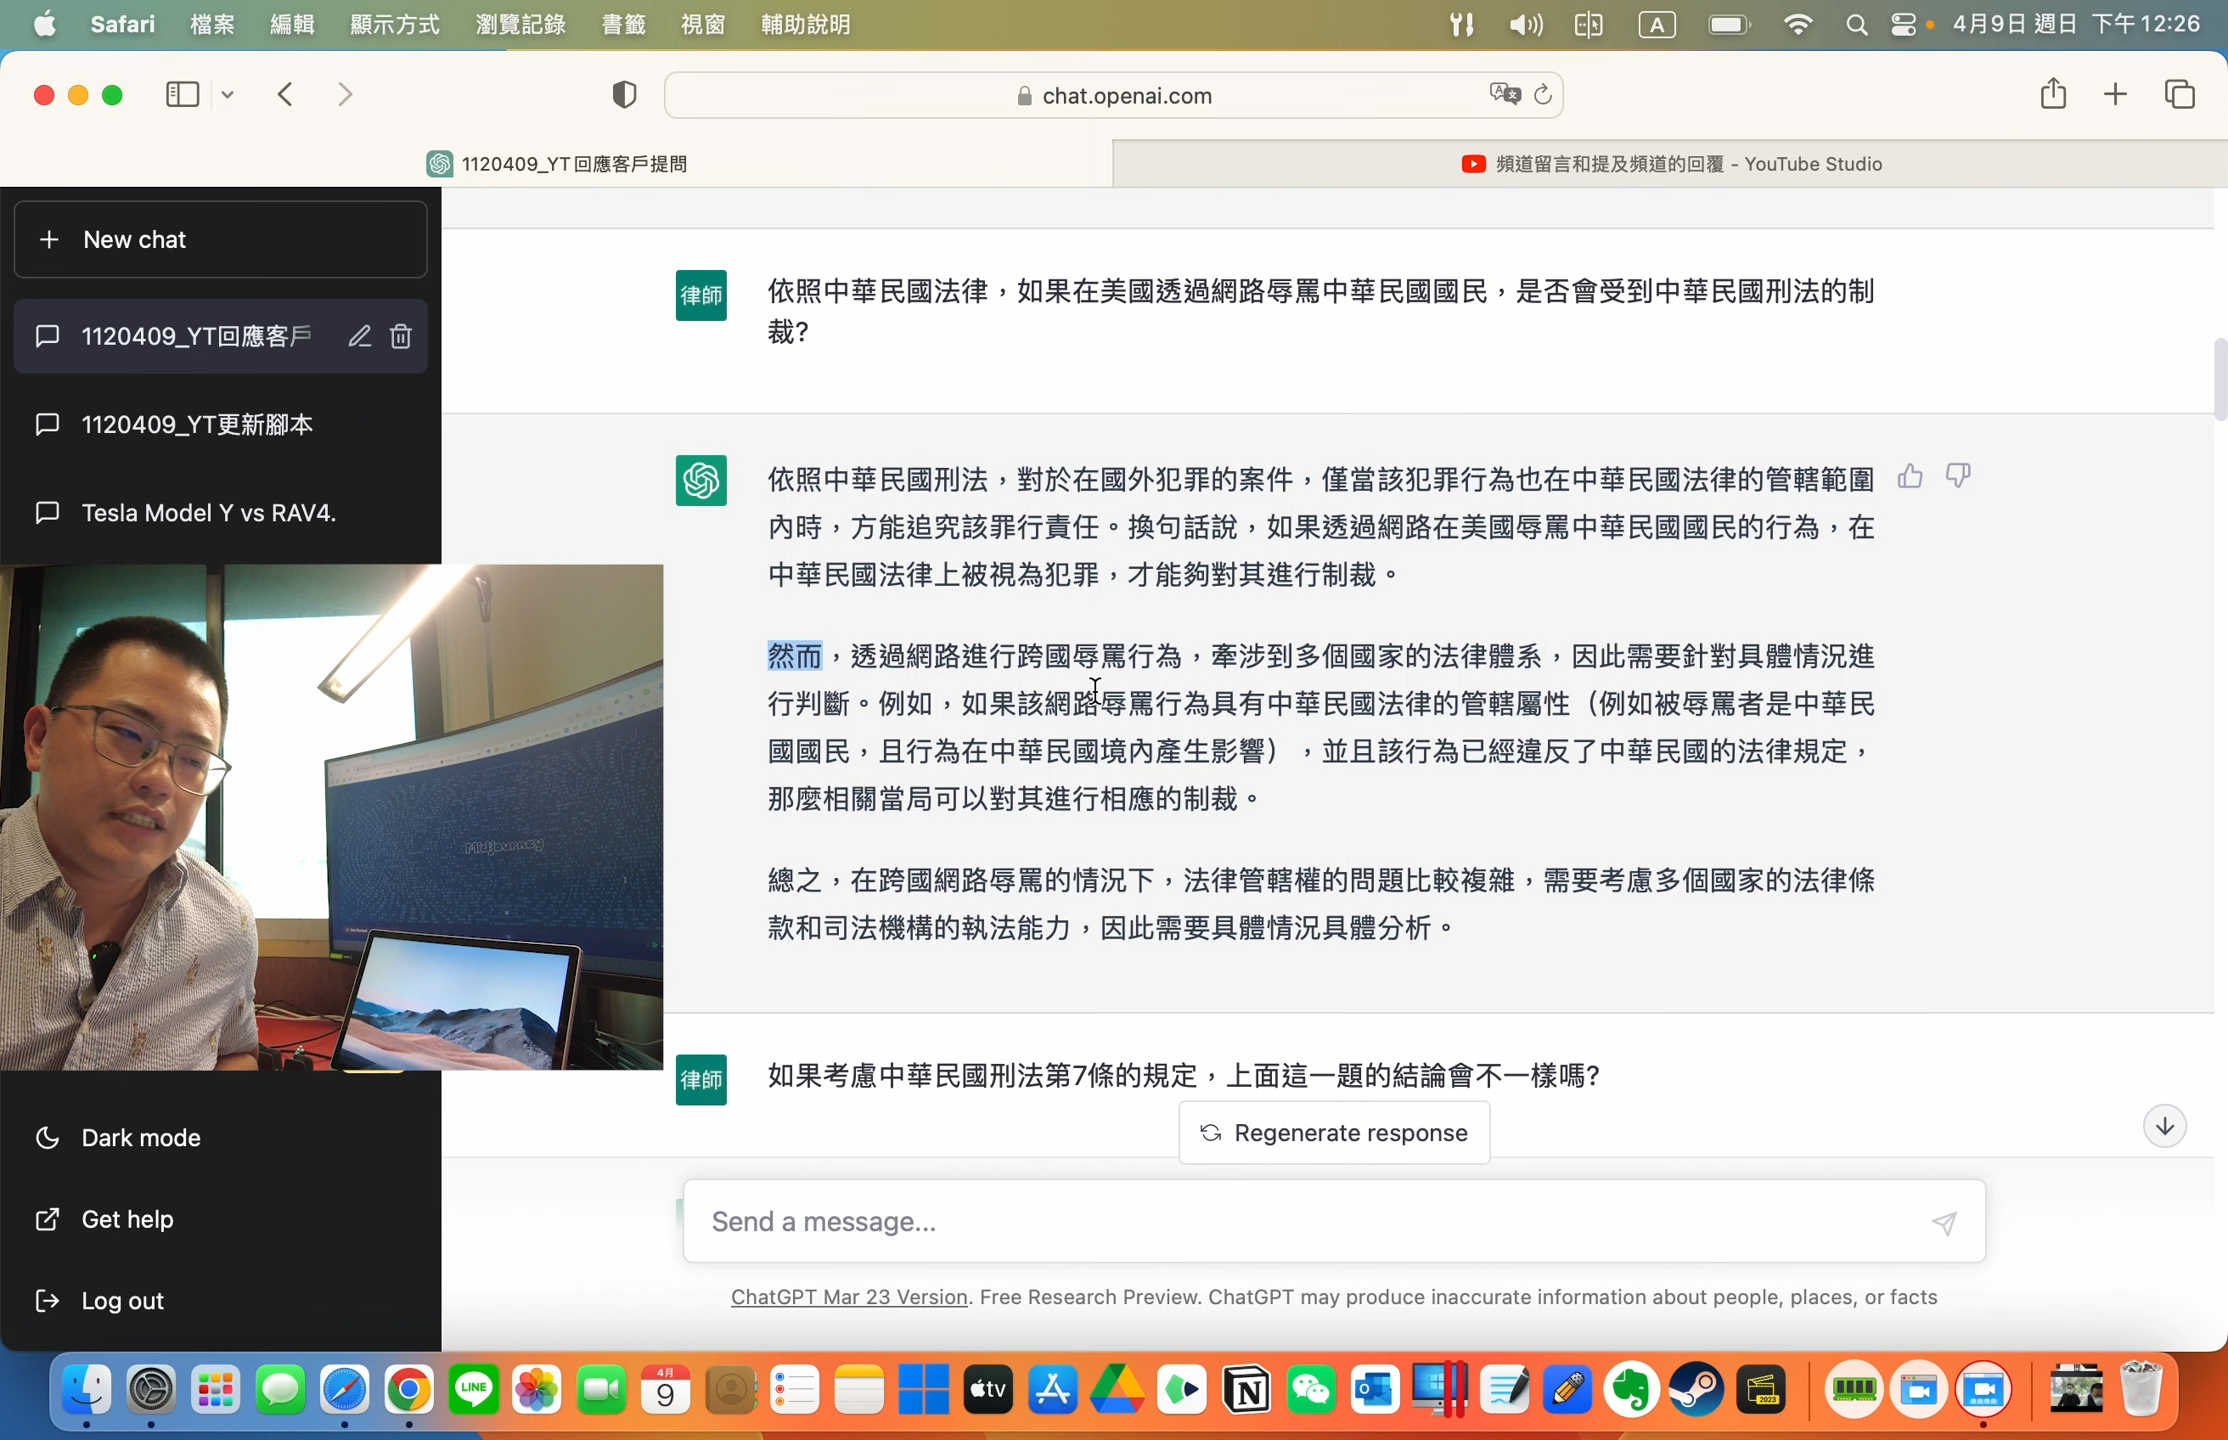 Safari 檔案 編輯 顯示方式 瀏覽記錄 書籤 視窗 輔助說明 A 4月9日 週日 下午12:26
chat.openai.com
1120409_YT回應客戶提問
頻道留言和提及頻道的回覆 - YouTube Studio
New chat
1120409_YT回應客戶
1120409_YT更新腳本
Tesla Model Y vs RAV4.
律師
依照中華民國法律，如果在美國透過網路辱罵中華民國國民，是否會受到中華民國刑法的制
裁?
依照中華民國刑法，對於在國外犯罪的案件，僅當該犯罪行為也在中華民國法律的管轄範圍
內時，方能追究該罪行責任。換句話說，如果透過網路在美國辱罵中華民國國民的行為，在
中華民國法律上被視為犯罪，才能夠對其進行制裁。
然而，透過網路進行跨國辱罵行為，牽涉到多個國家的法律體系，因此需要針對具體情況進
行判斷。例如，如果該網路辱罵行為具有中華民國法律的管轄屬性（例如被辱罵者是中華民
國國民，且行為在中華民國境內產生影響），並且該行為已經違反了中華民國的法律規定，
那麼相關當局可以對其進行相應的制裁。
總之，在跨國網路辱罵的情況下，法律管轄權的問題比較複雜，需要考慮多個國家的法律條
款和司法機構的執法能力，因此需要具體情況具體分析。
律師
如果考慮中華民國刑法第7條的規定，上面這一題的結論會不一樣嗎?
Regenerate response
Send a message...
ChatGPT Mar 23 Version. Free Research Preview. ChatGPT may produce inaccurate information about people, places, or facts
Midjourney
Dark mode
Get help
Log out
LINE
4月
9
tv
N
2023